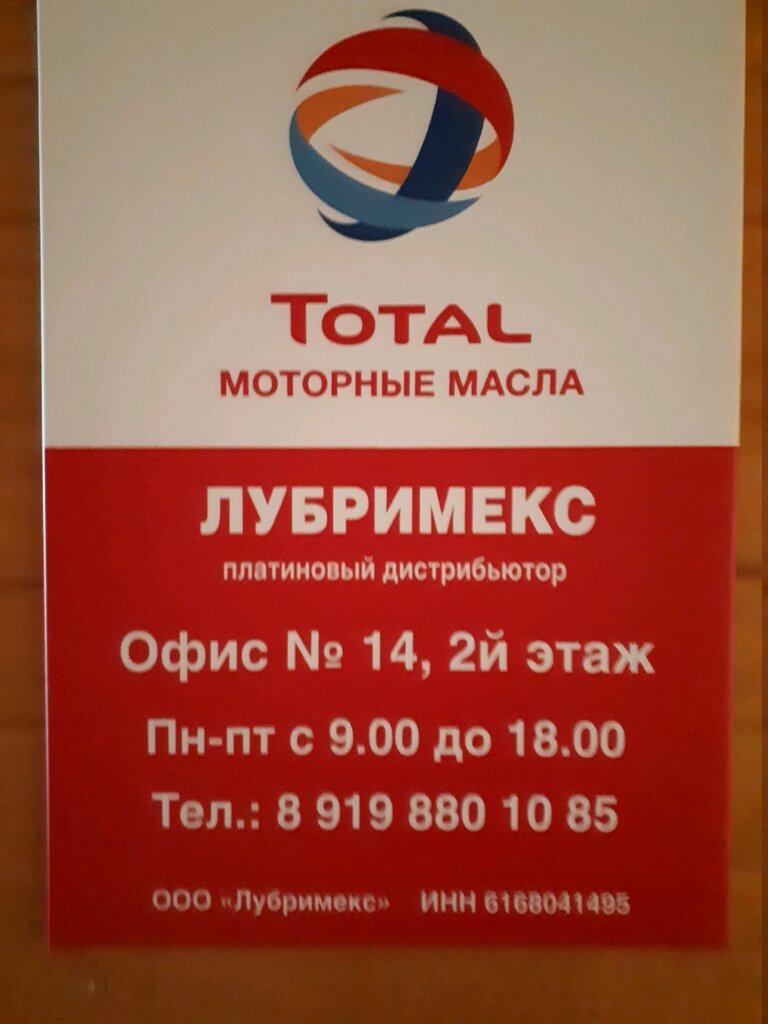 TOTAL
МОТОРНЫЕ МАСЛА
ЛУБРИМЕКС
платиновый дистрибьютор
Офис № 14, 2й этаж
Пн-пт с 9.00 до 18.00
Тел.: 8 919 880 10 85
ООО «Лубримекс» ИНН 6168041495